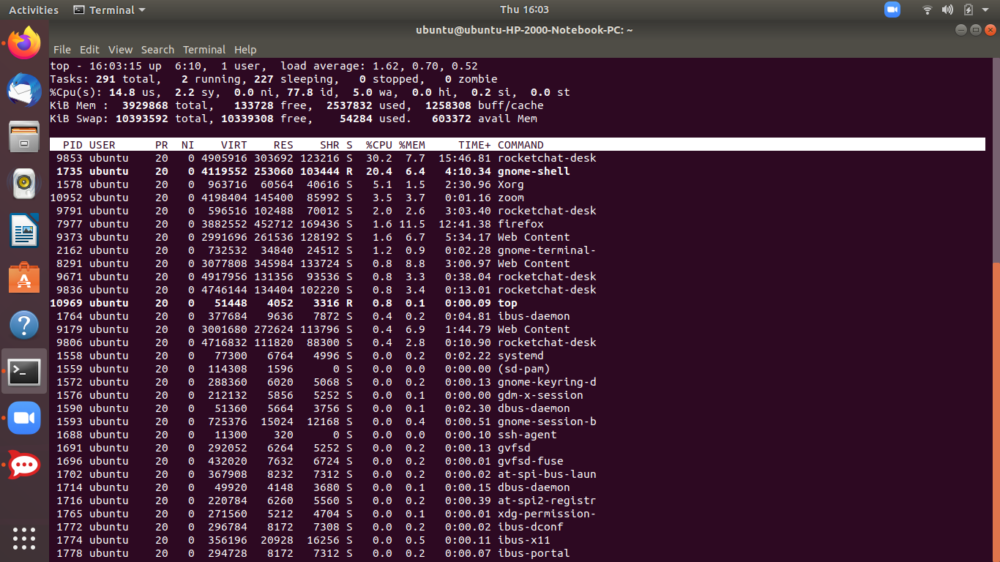 Activities Terminal Thu 16:03
ubuntu@ubuntu-HP-2000-Notebook-PC: ~
File Edit View Search Terminal Help
top - 16:03:15 up  6:10,  1 user,  load average: 1.62, 0.70, 0.52
Tasks: 291 total,   2 running, 227 sleeping,   0 stopped,   0 zombie
%Cpu(s): 14.8 us,  2.2 sy,  0.0 ni, 77.8 id,  5.0 wa,  0.0 hi,  0.2 si,  0.0 st
KiB Mem :  3929868 total,   133728 free,  2537832 used,  1258308 buff/cache
KiB Swap: 10393592 total, 10339308 free,    54284 used.   603372 avail Mem
PID USER PR NI VIRT RES SHR S %CPU %MEM TIME+ COMMAND
9853 ubuntu 20 0 4905916 303692 123216 S 30.2 7.7 15:46.81 rocketchat-desk
1735 ubuntu 20 0 4119552 253060 103444 R 20.4 6.4 4:10.34 gnome-shell
1578 ubuntu 20 0 963716 60564 40616 S 5.1 1.5 2:30.96 Xorg
10952 ubuntu 20 0 4198404 145400 85992 S 3.5 3.7 0:01.16 zoom
9791 ubuntu 20 0 596516 102488 70012 S 2.0 2.6 3:03.40 rocketchat-desk
7977 ubuntu 20 0 3882552 452712 169436 S 1.6 11.5 12:41.38 firefox
9373 ubuntu 20 0 2991696 261536 128192 S 1.6 6.7 5:34.17 Web Content
2162 ubuntu 20 0 732532 34840 24512 S 1.2 0.9 0:02.28 gnome-terminal-
8291 ubuntu 20 0 3077808 345984 133724 S 0.8 8.8 3:00.97 Web Content
9671 ubuntu 20 0 4917956 131356 93536 S 0.8 3.3 0:38.04 rocketchat-desk
9836 ubuntu 20 0 4746144 134404 102220 S 0.8 3.4 0:13.01 rocketchat-desk
10969 ubuntu 20 0 51448 4052 3316 R 0.8 0.1 0:00.09 top
1764 ubuntu 20 0 377684 9636 7872 S 0.4 0.2 0:04.81 ibus-daemon
9179 ubuntu 20 0 3001680 272624 113796 S 0.4 6.9 1:44.79 Web Content
9806 ubuntu 20 0 4716832 111820 88300 S 0.4 2.8 0:10.90 rocketchat-desk
1558 ubuntu 20 0 77300 6764 4996 S 0.0 0.2 0:02.22 systemd
1559 ubuntu 20 0 114308 1596 0 S 0.0 0.0 0:00.00 (sd-pam)
1572 ubuntu 20 0 288360 6020 5068 S 0.0 0.2 0:00.13 gnome-keyring-d
1576 ubuntu 20 0 212132 5856 5252 S 0.0 0.1 0:00.00 gdm-x-session
1590 ubuntu 20 0 51360 5664 3756 S 0.0 0.1 0:02.30 dbus-daemon
1593 ubuntu 20 0 725376 15024 12168 S 0.0 0.4 0:00.51 gnome-session-b
1688 ubuntu 20 0 11300 320 0 S 0.0 0.0 0:00.10 ssh-agent
1691 ubuntu 20 0 292052 6264 5252 S 0.0 0.2 0:00.13 gvfsd
1696 ubuntu 20 0 432020 7632 6724 S 0.0 0.2 0:00.01 gvfsd-fuse
1702 ubuntu 20 0 367908 8232 7312 S 0.0 0.2 0:00.02 at-spi-bus-laun
1714 ubuntu 20 0 49920 4148 3680 S 0.0 0.1 0:00.15 dbus-daemon
1716 ubuntu 20 0 220784 6260 5560 S 0.0 0.2 0:00.39 at-spi2-registr
1765 ubuntu 20 0 271560 5212 4704 S 0.0 0.1 0:00.01 xdg-permission-
1772 ubuntu 20 0 296784 8172 7308 S 0.0 0.2 0:00.02 ibus-dconf
1774 ubuntu 20 0 356196 20928 16256 S 0.0 0.5 0:00.11 ibus-x11
1778 ubuntu 20 0 294728 8172 7312 S 0.0 0.2 0:00.07 ibus-portal